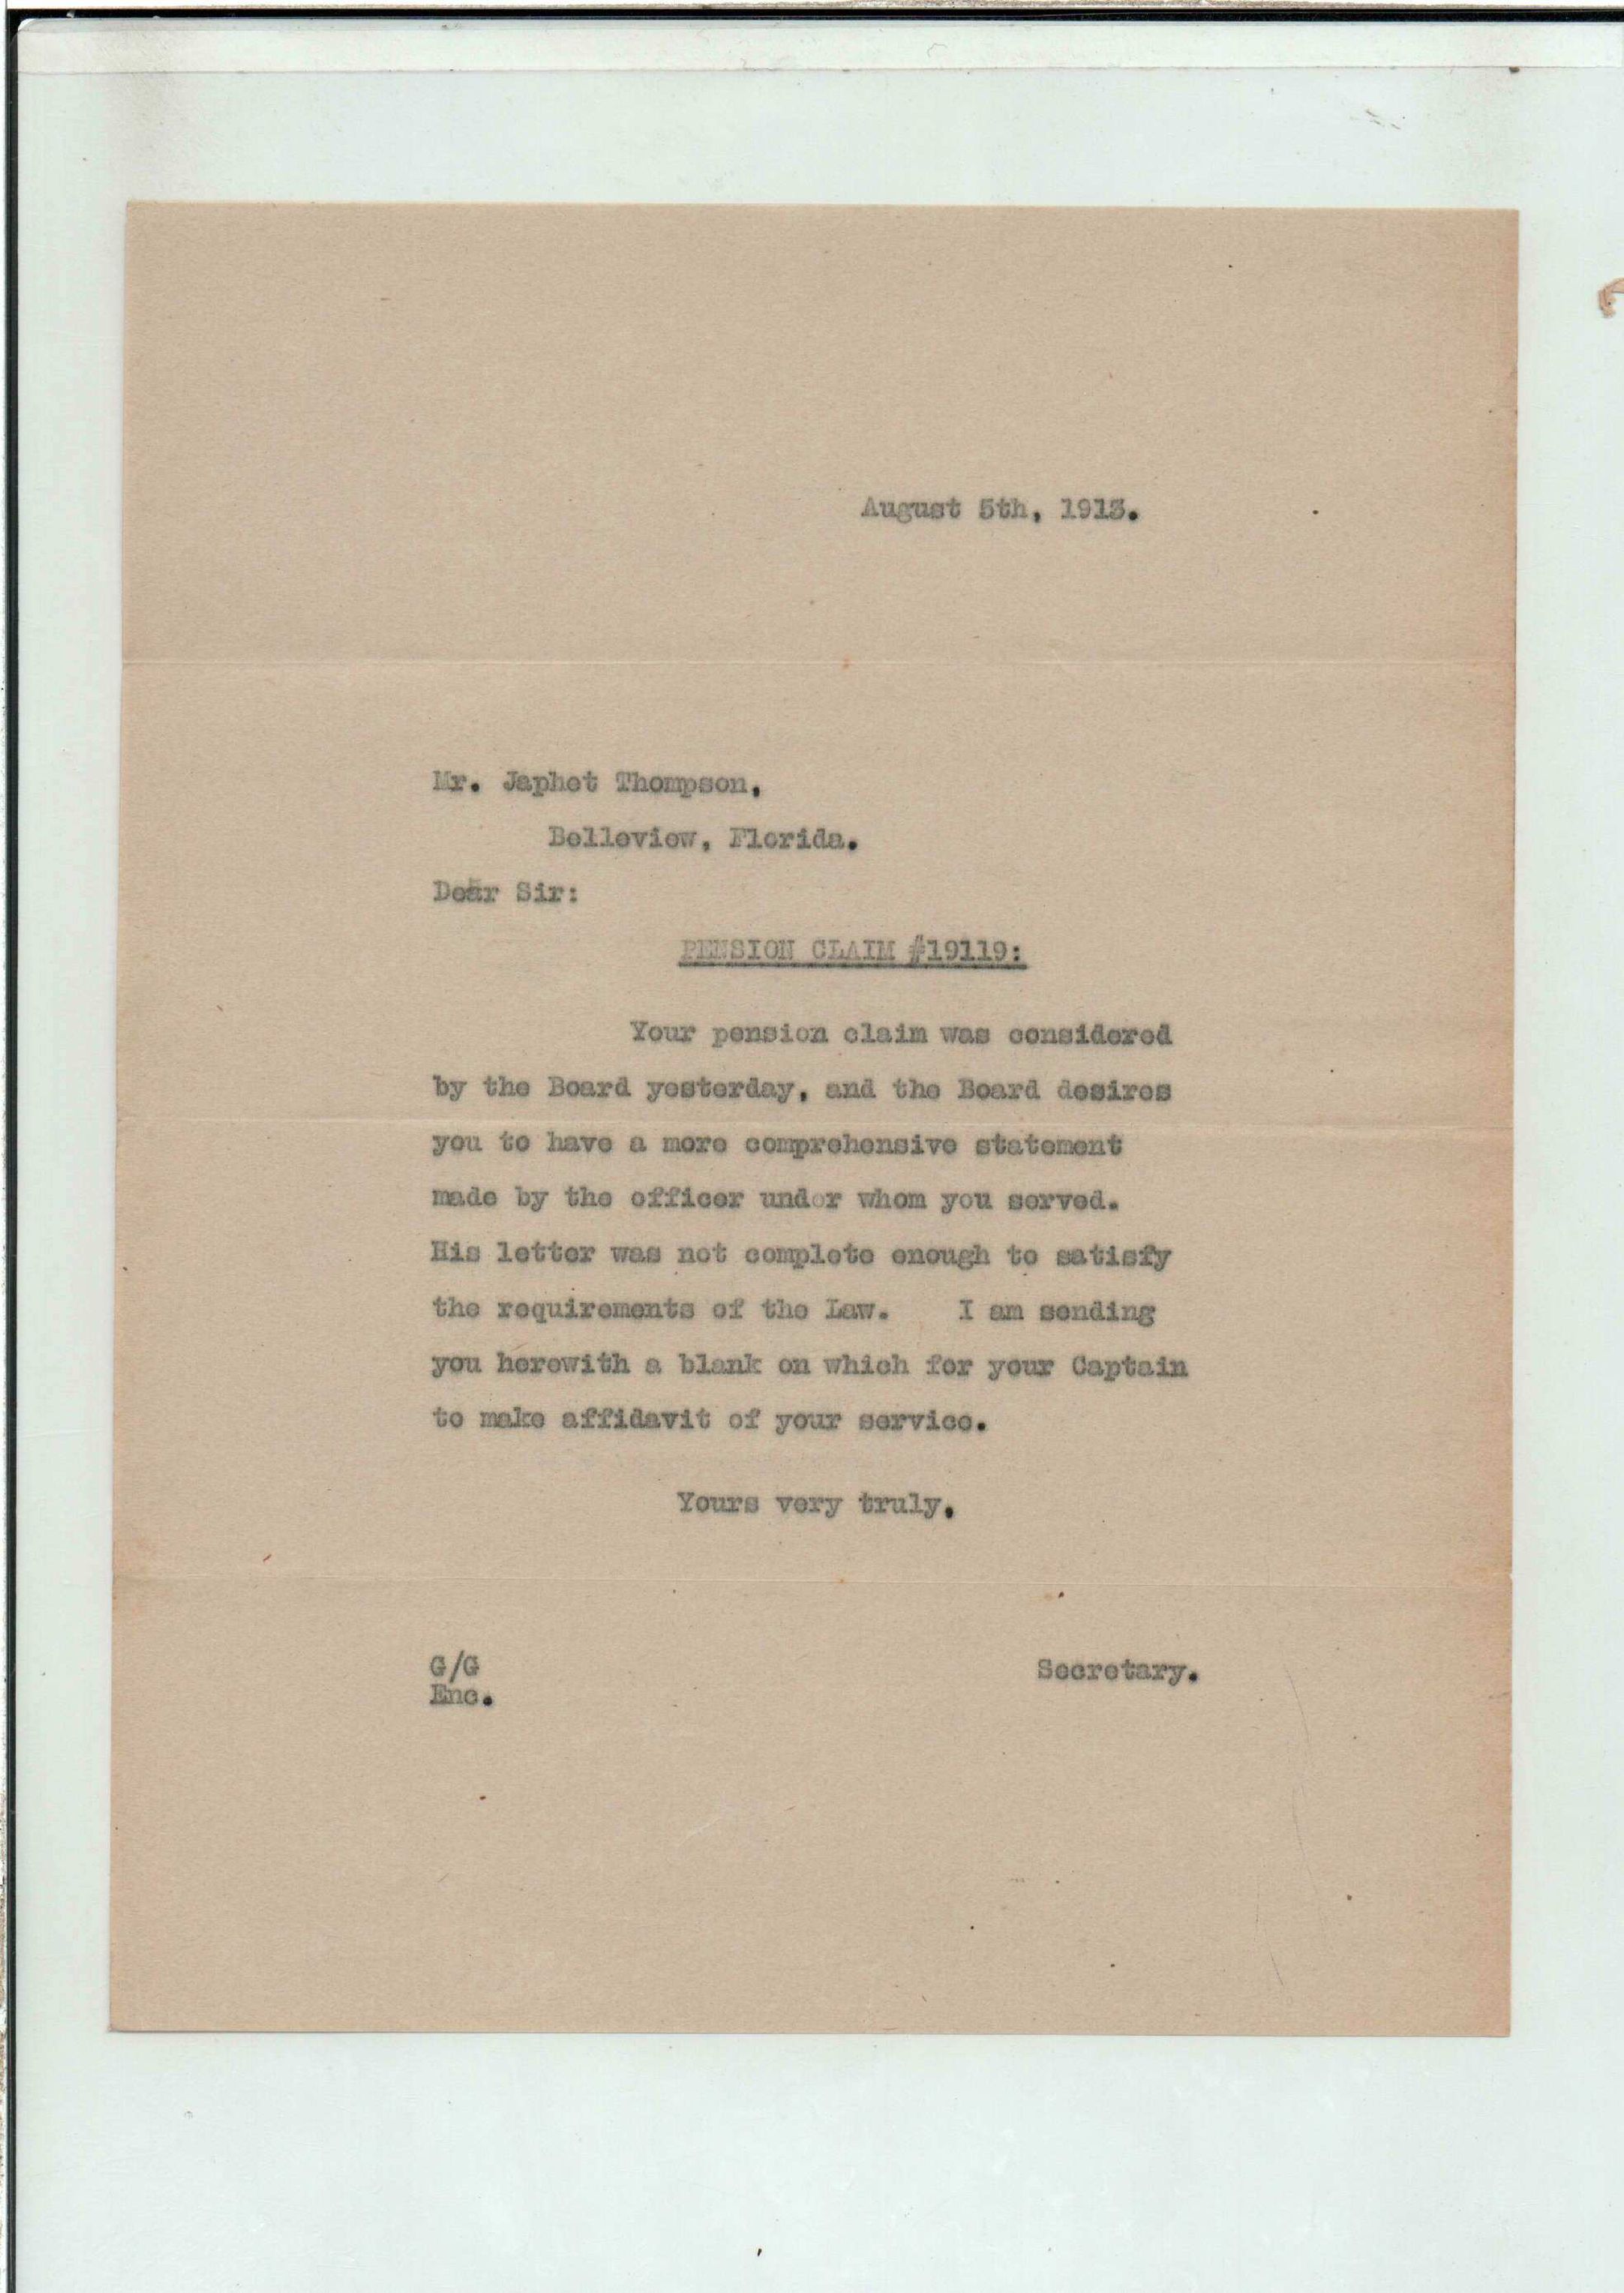 August 5th, 1913.
Mr. Japhet Thompson,
Belleview, Florida.
Dear Sir:
PENSION CLAIM #19119:
Your pension claim was considered
by the Board yesterday, and the Board desires
you to have a more comprehensive statement
made by the officer under whom you served.
His letter was not complete enough to satisfy
the requirements of the Law. I am sending
you herewith a blank on which for your Captain
to make affidavit of your service.
Yours very truly,
G/G
Secretary.
Enc.